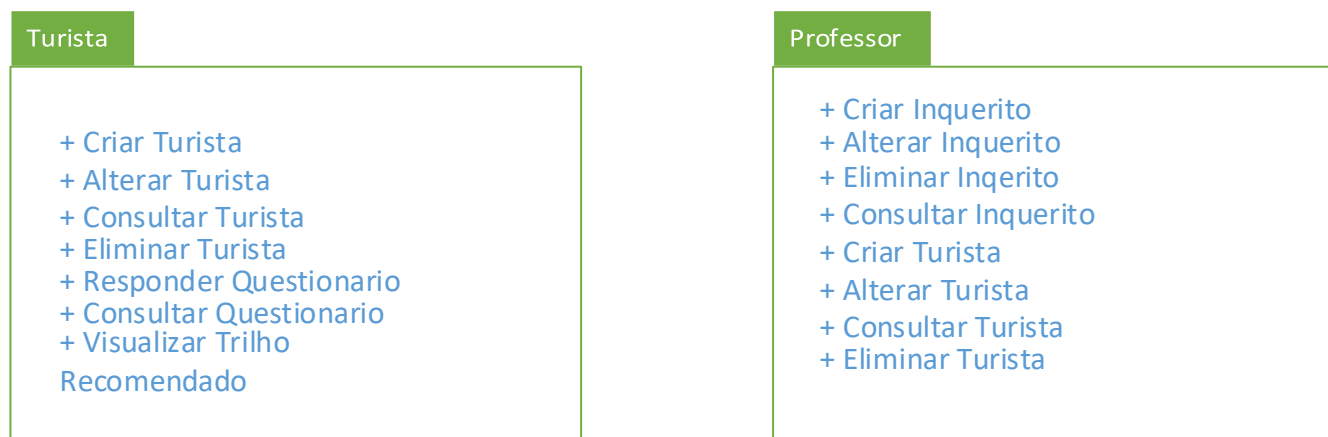 Turista
+ Criar Turista
+ Alterar Turista
+ Consultar Turista
+ Eliminar Turista
+ Responder Questionario
+ Consultar Questionario
+ Visualizar Trilho
Recomendado
Professor
+ Criar Inquerito
+ Alterar Inquerito
+ Eliminar Inqerito
+ Consultar Inquerito
+ Criar Turista
+ Alterar Turista
+ Consultar Turista
+ Eliminar Turista